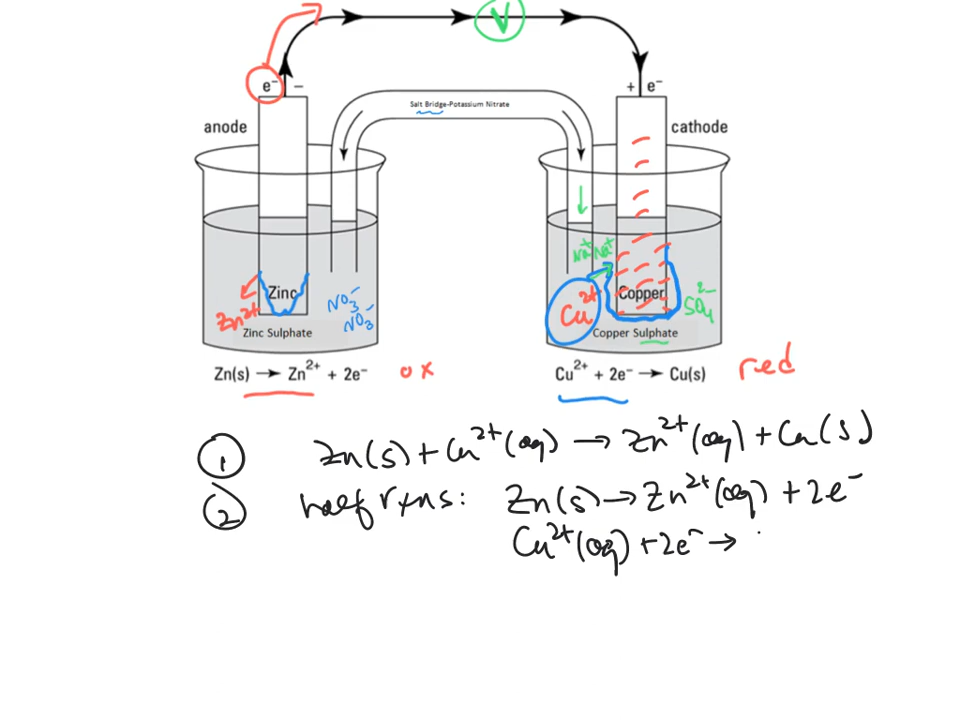 V
e⁻ − + e⁻
Salt Bridge-Potassium Nitrate
anode cathode
Na⁺ Na⁺
Zinc NO₃⁻ Cu²⁺ Copper SO₄²⁻
Zn²⁺ NO₃⁻
Zinc Sulphate Copper Sulphate
Zn(s) → Zn²⁺ + 2e⁻ ox Cu²⁺ + 2e⁻ → Cu(s) red
1 Zn(s) + Cu²⁺(aq) → Zn²⁺(aq) + Cu(s)
2 half rxns: Zn(s) → Zn²⁺(aq) + 2e⁻
Cu²⁺(aq) + 2e⁻ →